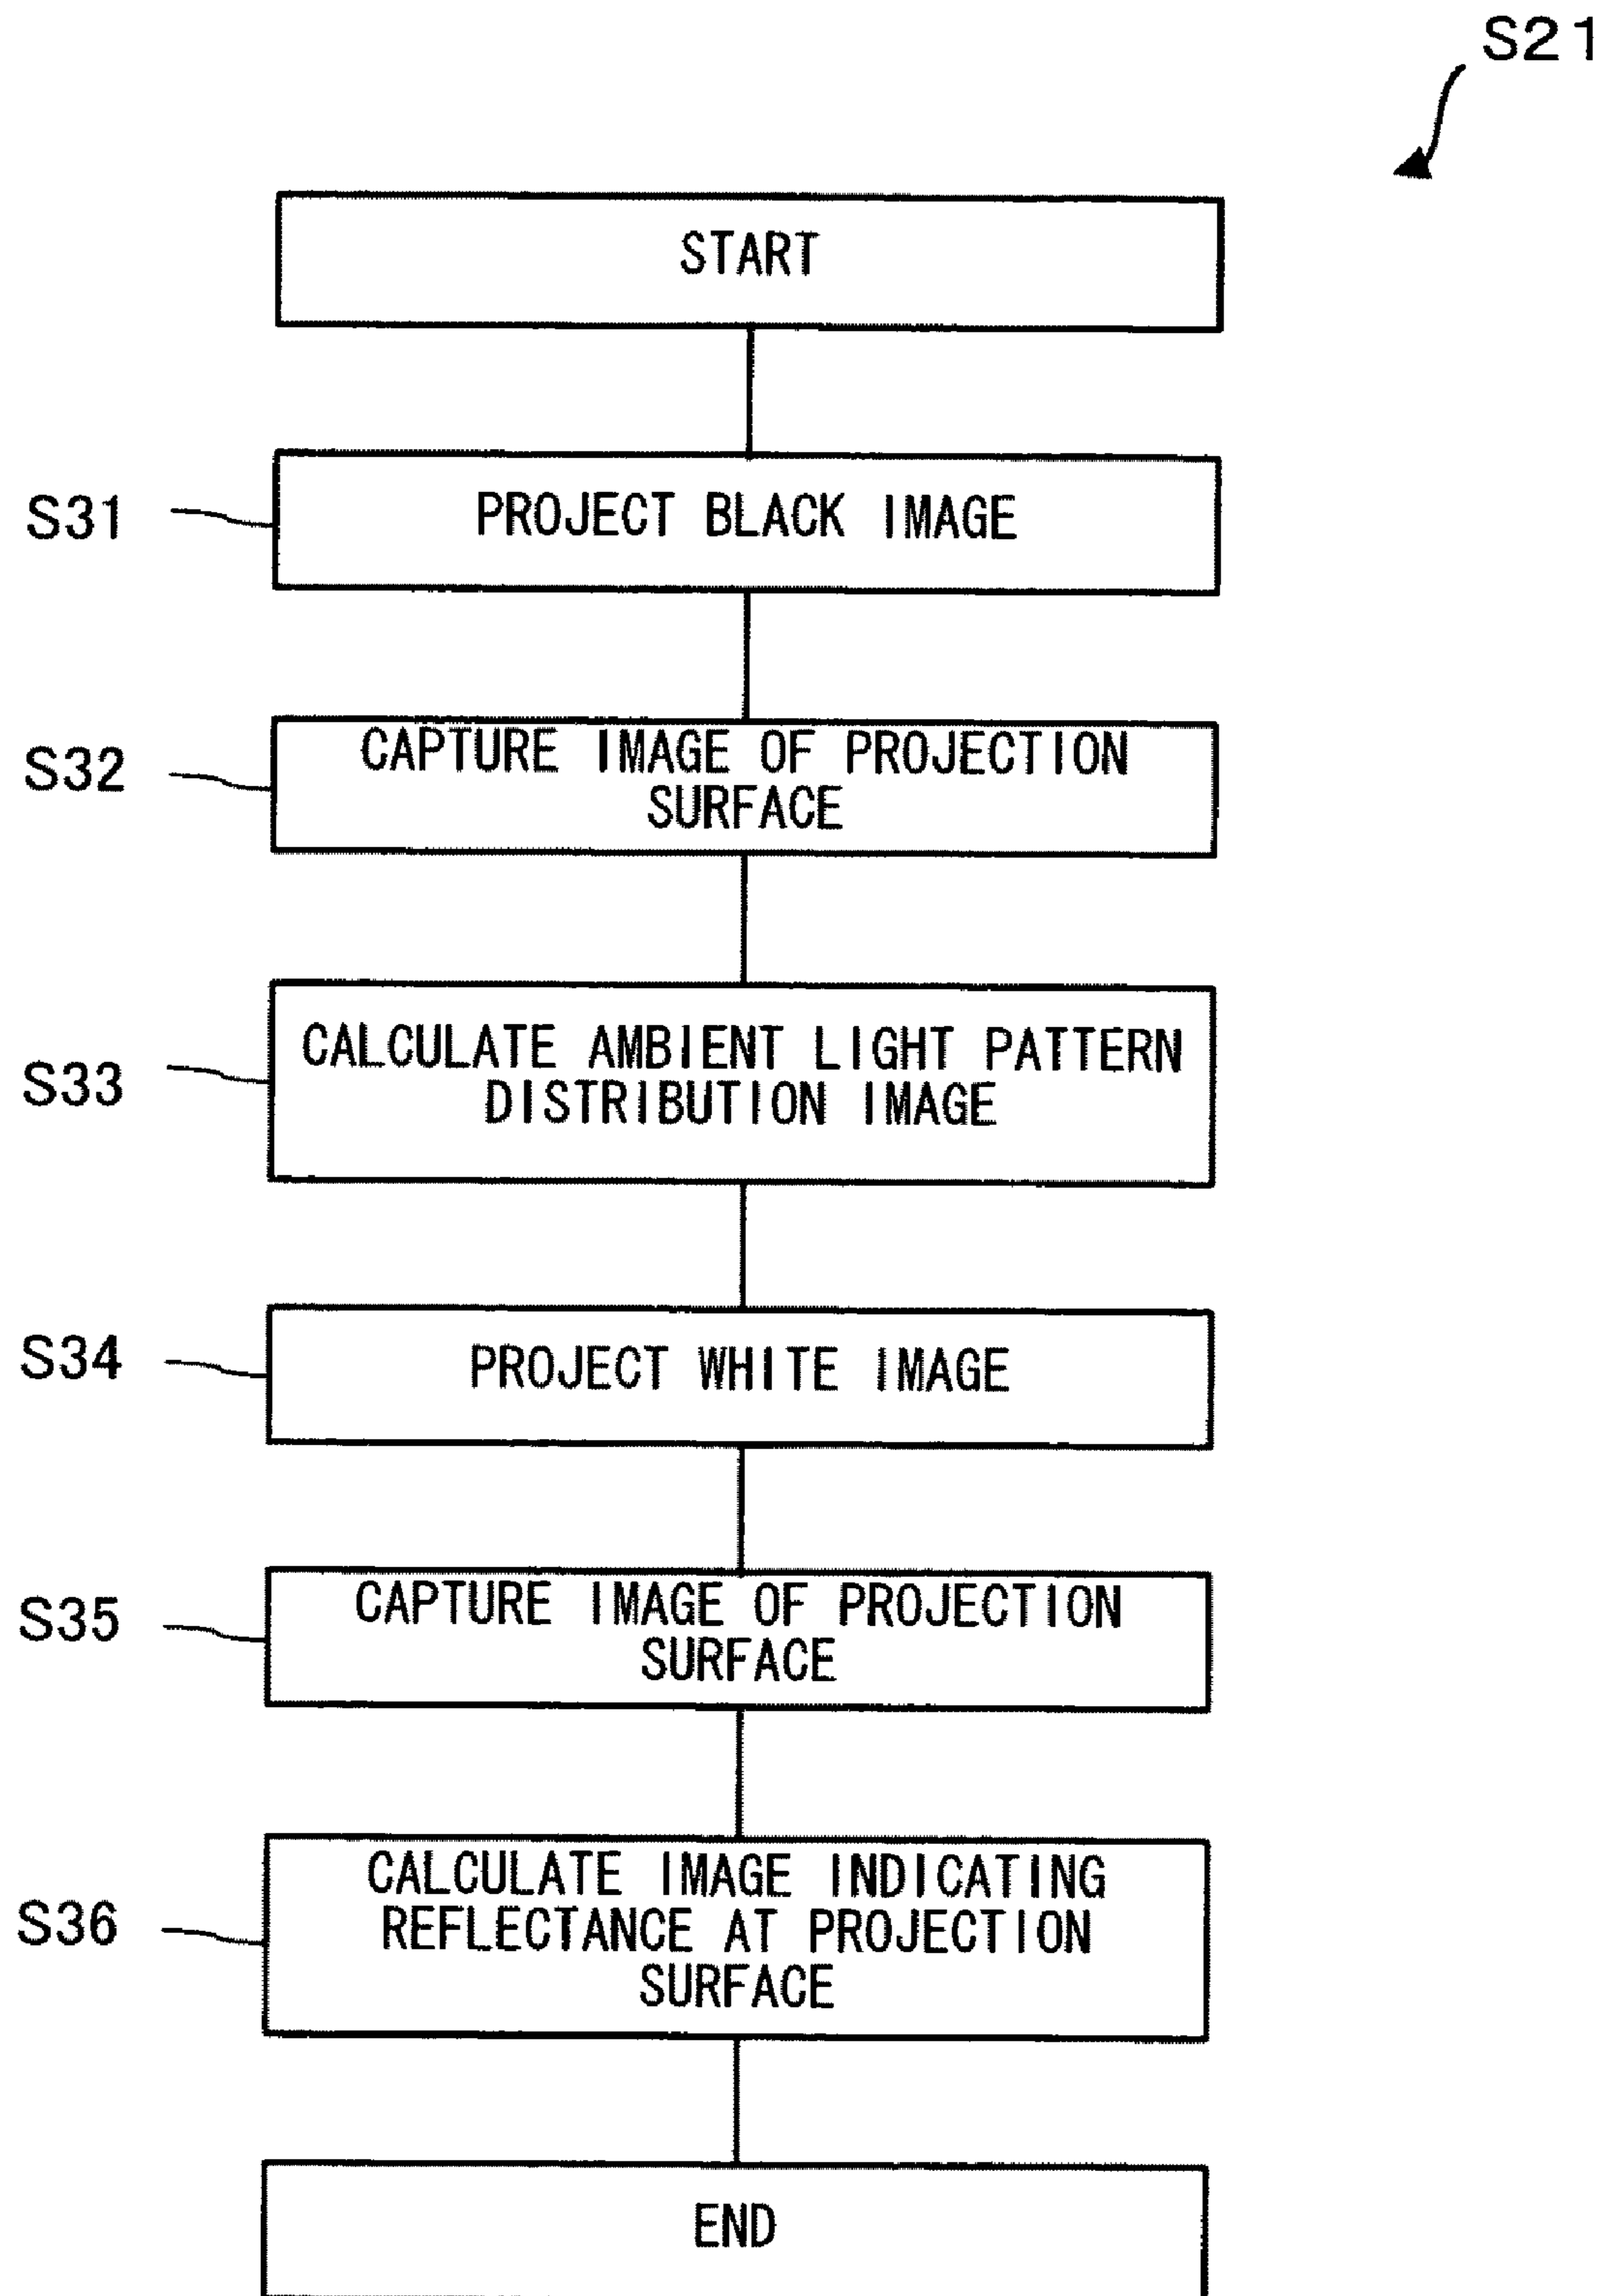 S21
START
S31
PROJECT BLACK IMAGE
S32
CAPTURE IMAGE OF PROJECTION
SURFACE
S33
CALCULATE AMBIENT LIGHT PATTERN
DISTRIBUTION IMAGE
S34
PROJECT WHITE IMAGE
S35
CAPTURE IMAGE OF PROJECTION
SURFACE
S36
CALCULATE IMAGE INDICATING
REFLECTANCE AT PROJECTION
SURFACE
END